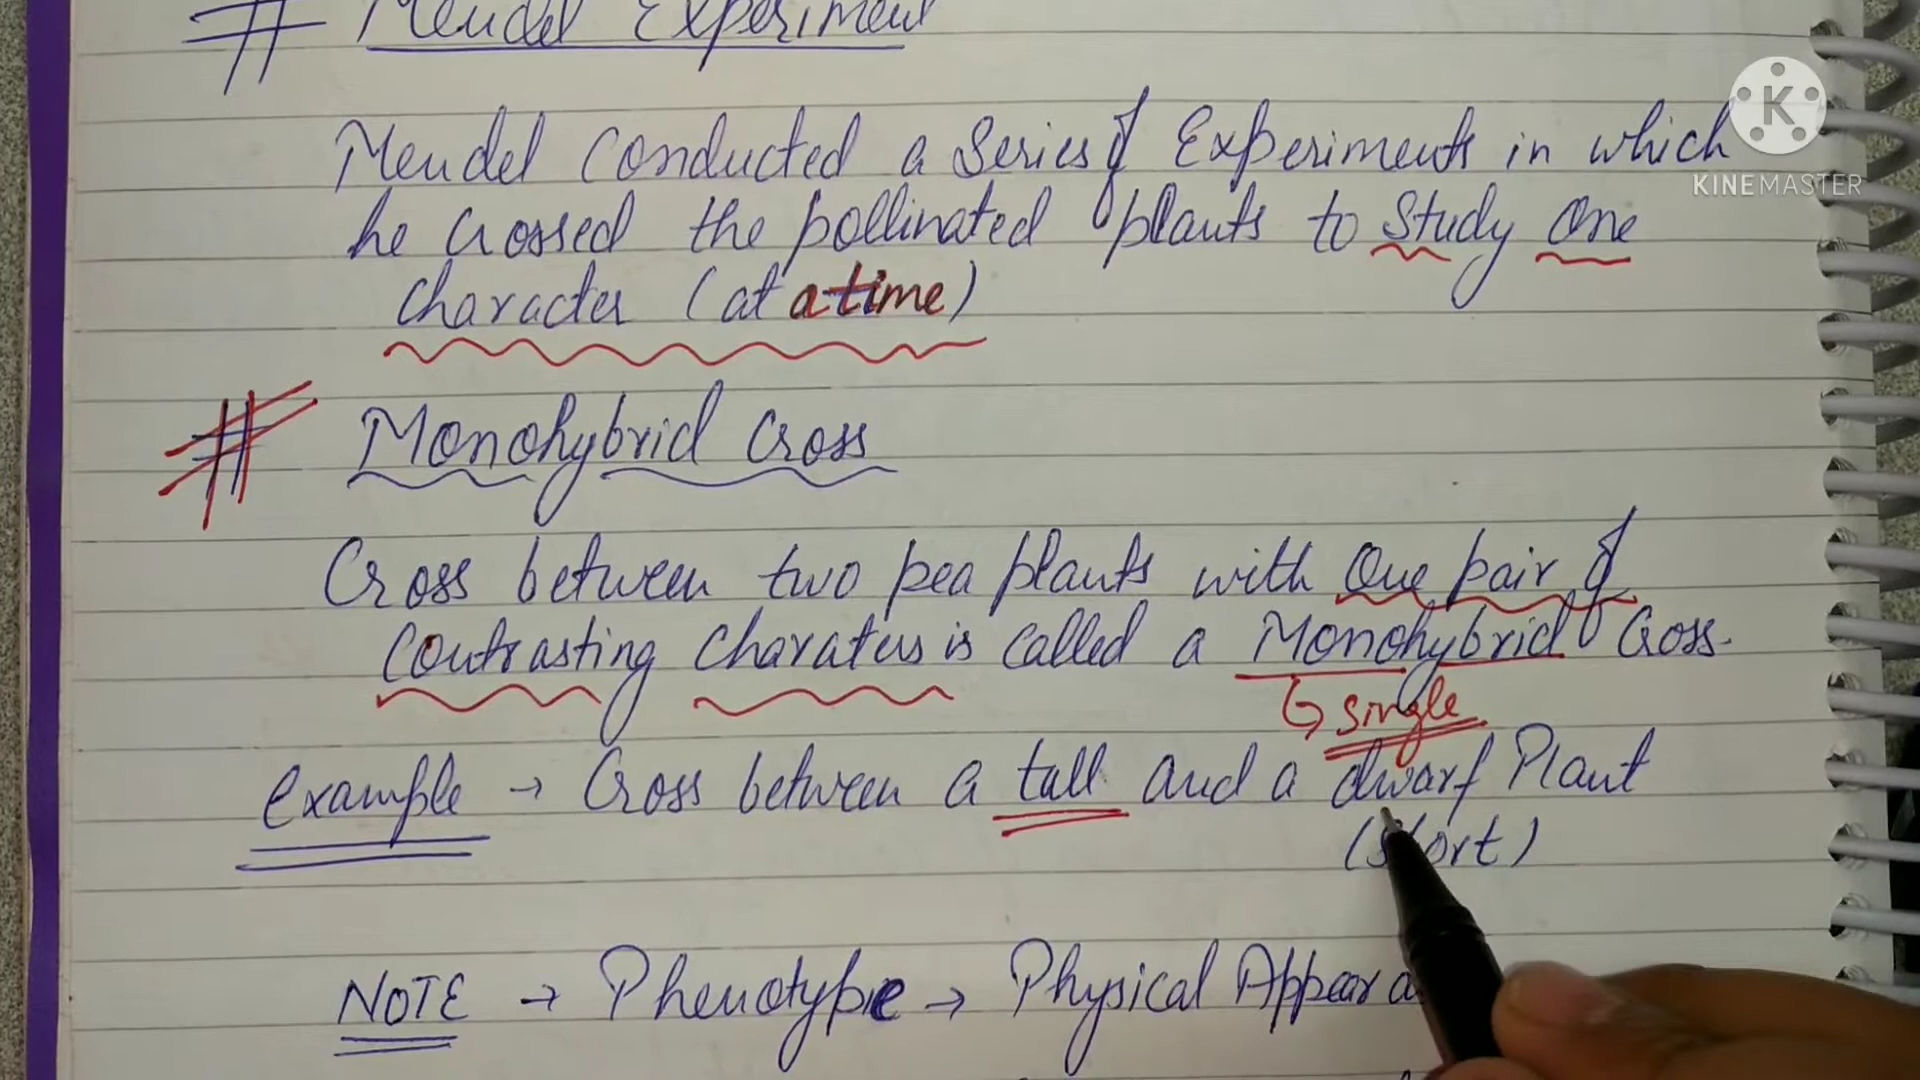 # Mendel Experiment
Mendel conducted a Series of Experiments in which
he crossed the pollinated plants to study one
character (at a time)
# Monohybrid Cross
Cross between two pea plants with one pair of
contrasting charaters is called a Monohybrid Cross.
↳ single
Example → Cross between a tall and a dwarf Plant
(short)
NOTE → Phenotype → Physical Appeara
K
KINEMASTER